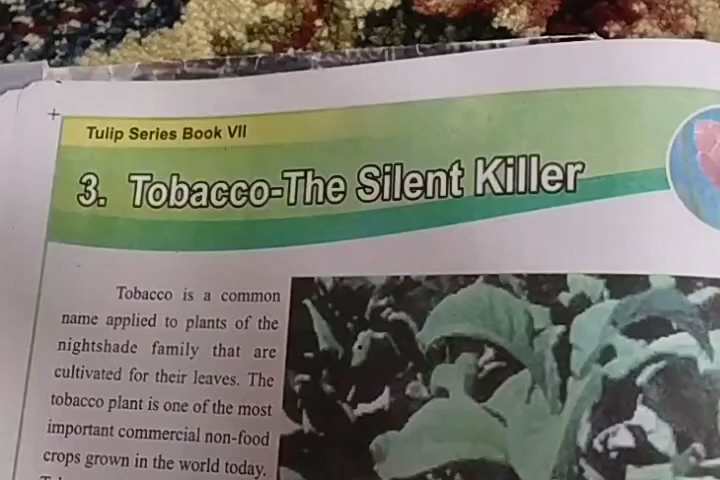 Tulip Series Book VII
3. Tobacco-The Silent Killer
Tobacco is a common
name applied to plants of the
nightshade family that are
cultivated for their leaves. The
tobacco plant is one of the most
important commercial non-food
crops grown in the world today.